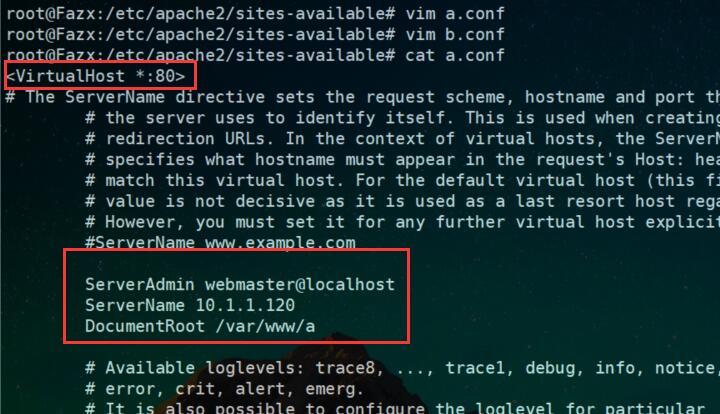 root@Fazx:/etc/apache2/sites-available# vim a.conf
root@Fazx:/etc/apache2/sites-available# vim b.conf
root@Fazx:/etc/apache2/sites-available# cat a.conf
<VirtualHost *:80>
# The ServerName directive sets the request scheme, hostname and port th
# the server uses to identify itself. This is used when creating
# redirection URLs. In the context of virtual hosts, the ServerN
# specifies what hostname must appear in the request's Host: hea
# match this virtual host. For the default virtual host (this fi
# value is not decisive as it is used as a last resort host rega
# However, you must set it for any further virtual host explicit
#ServerName www.example.com
ServerAdmin webmaster@localhost
ServerName 10.1.1.120
DocumentRoot /var/www/a
# Available loglevels: trace8, ..., trace1, debug, info, notice,
# error, crit, alert, emerg.
# It is also possible to configure the loglevel for particular